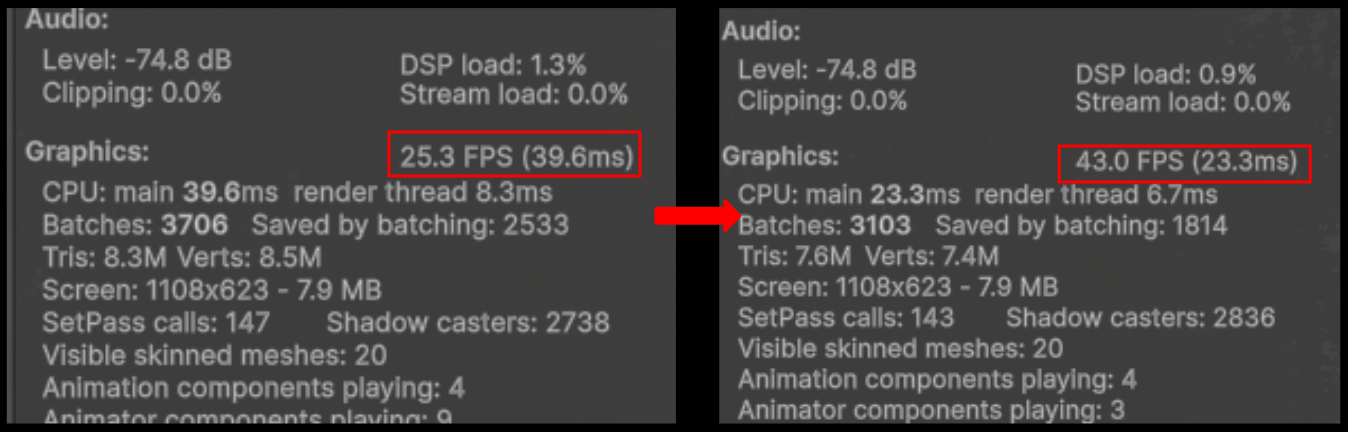 Audio:
Level: -74.8 dB DSP load: 1.3%
Clipping: 0.0% Stream load: 0.0%
Graphics: 25.3 FPS (39.6ms)
CPU: main 39.6ms render thread 8.3ms
Batches: 3706 Saved by batching: 2533
Tris: 8.3M Verts: 8.5M
Screen: 1108x623 - 7.9 MB
SetPass calls: 147 Shadow casters: 2738
Visible skinned meshes: 20
Animation components playing: 4
Animator components playing: 9
Audio:
Level: -74.8 dB DSP load: 0.9%
Clipping: 0.0% Stream load: 0.0%
Graphics: 43.0 FPS (23.3ms)
CPU: main 23.3ms render thread 6.7ms
Batches: 3103 Saved by batching: 1814
Tris: 7.6M Verts: 7.4M
Screen: 1108x623 - 7.9 MB
SetPass calls: 143 Shadow casters: 2836
Visible skinned meshes: 20
Animation components playing: 4
Animator components playing: 3